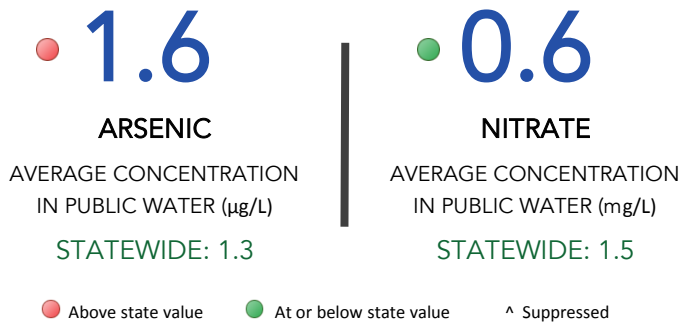 1.6
ARSENIC
AVERAGE CONCENTRATION
IN PUBLIC WATER (µg/L)
STATEWIDE: 1.3
0.6
NITRATE
AVERAGE CONCENTRATION
IN PUBLIC WATER (mg/L)
STATEWIDE: 1.5
Above state value
At or below state value
^ Suppressed